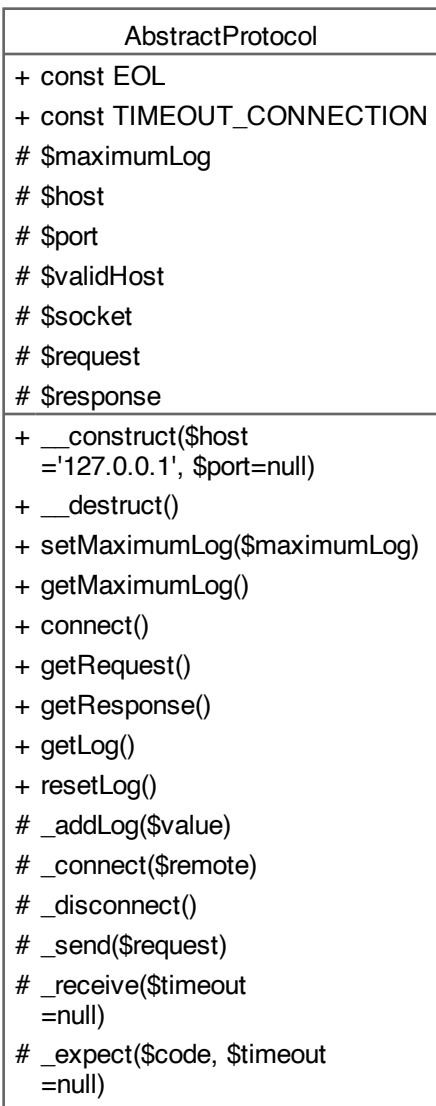 AbstractProtocol
+ const EOL
+ const TIMEOUT_CONNECTION
# $maximumLog
# $host
# $port
# $validHost
# $socket
# $request
# $response
+ __construct($host
='127.0.0.1', $port=null)
+ __destruct()
+ setMaximumLog($maximumLog)
+ getMaximumLog()
+ connect()
+ getRequest()
+ getResponse()
+ getLog()
+ resetLog()
# _addLog($value)
# _connect($remote)
# _disconnect()
# _send($request)
# _receive($timeout
=null)
# _expect($code, $timeout
=null)